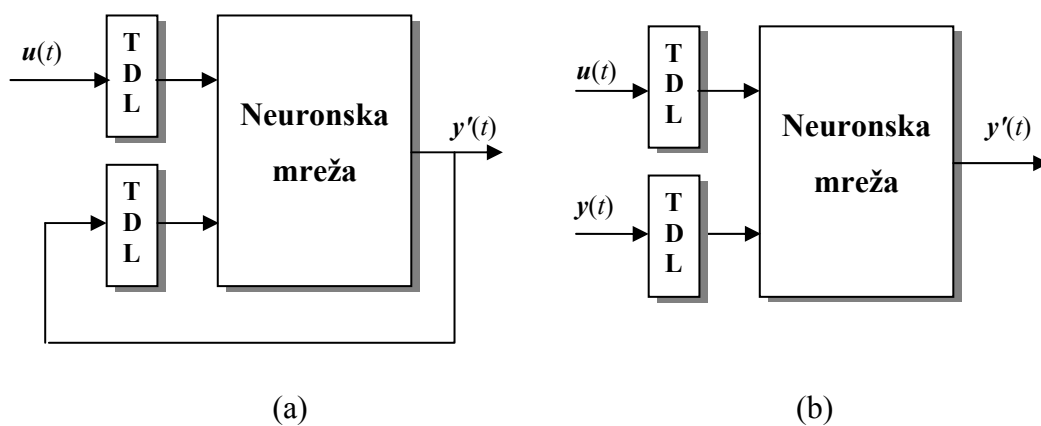 T
D
L
u(t)
Neuronska
mreža
y'(t)
T
D
L
(a)
T
D
L
u(t)
Neuronska
mreža
y'(t)
y(t)
T
D
L
(b)